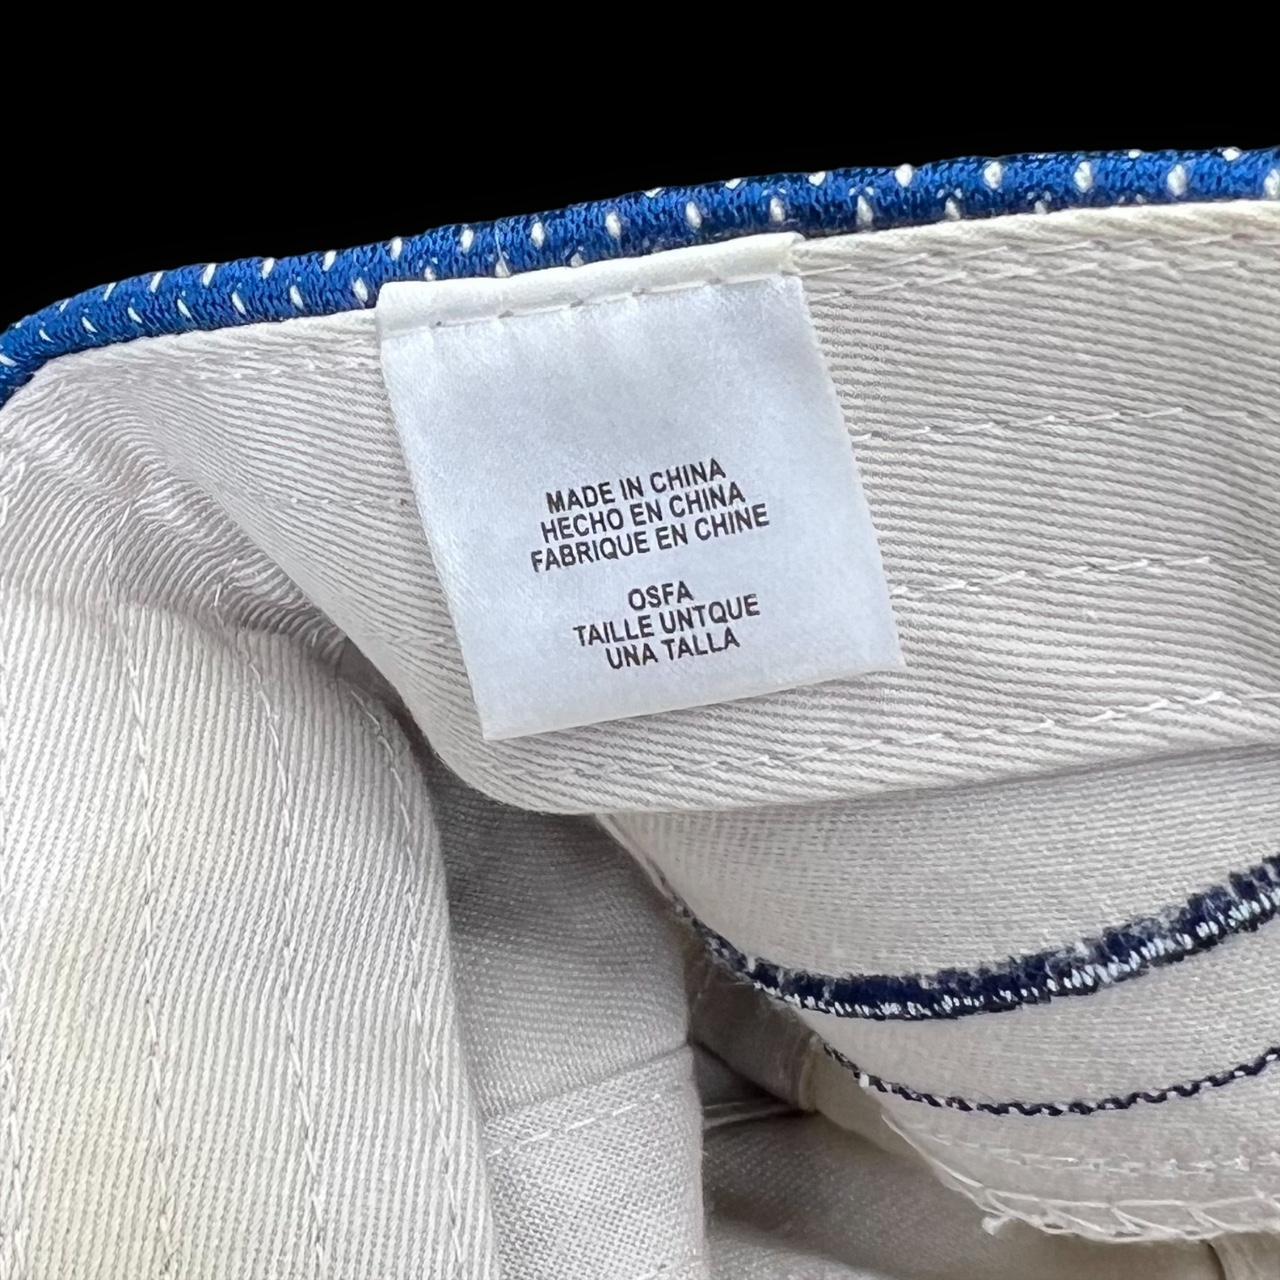 MADE IN CHINA
HECHO EN CHINA
FABRIQUE EN CHINE
OSFA
TAILLE UNTQUE
UNA TALLA